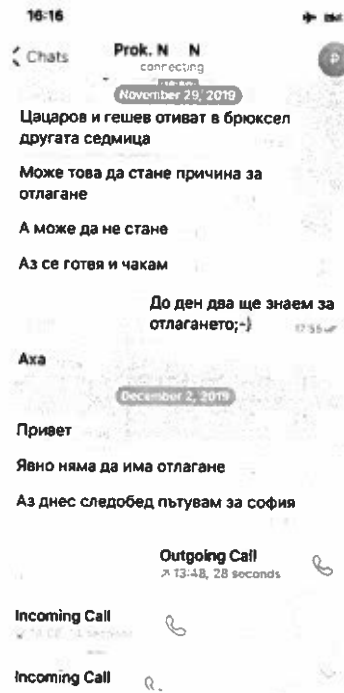 16:16
Chats
Prok. N N
connecting
November 29, 2019
Цацаров и гешев отиват в брюксел
другата седмица
Може това да стане причина за
отлагане
А може да не стане
Аз се готвя и чакам
До ден два ще знаем за
отлагането;-)
17:55
Аха
December 2, 2019
Привет
Явно няма да има отлагане
Аз днес следобед пътувам за софия
Outgoing Call
↗ 13:48, 28 seconds
Incoming Call
Incoming Call